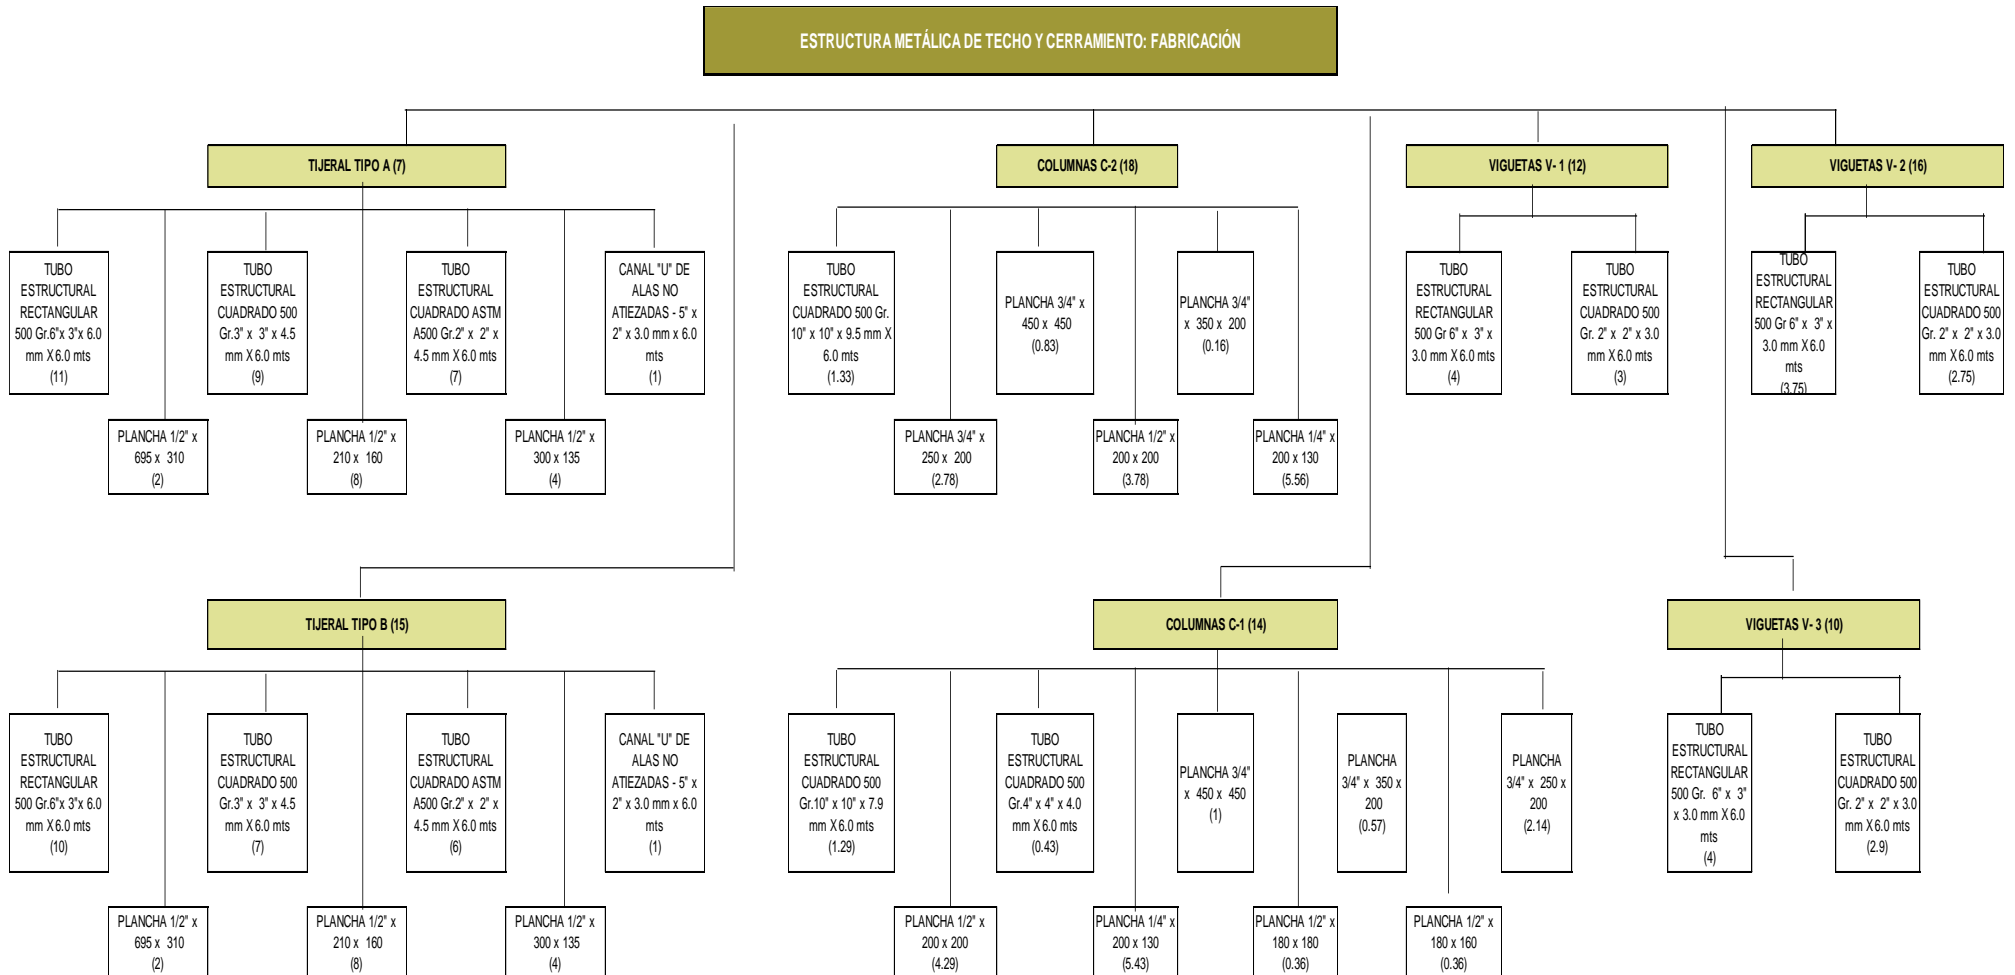 ESTRUCTURA METÁLICA DE TECHO Y CERRAMIENTO: FABRICACIÓN
TIJERAL TIPO A (7)
COLUMNAS C-2 (18)
VIGUETAS V- 1 (12)
VIGUETAS V- 2 (16)
TUBO
ESTRUCTURAL
RECTANGULAR
500 Gr.6"x 3"x 6.0
mm X 6.0 mts
(11)
TUBO
ESTRUCTURAL
CUADRADO 500
Gr.3" x 3" x 4.5
mm X 6.0 mts
(9)
TUBO
ESTRUCTURAL
CUADRADO ASTM
A500 Gr.2" x 2" x
4.5 mm X 6.0 mts
(7)
CANAL "U" DE
ALAS NO
ATIEZADAS - 5" x
2" x 3.0 mm x 6.0
mts
(1)
TUBO
ESTRUCTURAL
CUADRADO 500 Gr.
10" x 10" x 9.5 mm X
6.0 mts
(1.33)
PLANCHA 3/4" x
450 x 450
(0.83)
PLANCHA 3/4"
x 350 x 200
(0.16)
TUBO
ESTRUCTURAL
RECTANGULAR
500 Gr 6" x 3" x
3.0 mm X 6.0 mts
(4)
TUBO
ESTRUCTURAL
CUADRADO 500
Gr. 2" x 2" x 3.0
mm X 6.0 mts
(3)
TUBO
ESTRUCTURAL
RECTANGULAR
500 Gr 6" x 3" x
3.0 mm X 6.0
mts
(3.75)
TUBO
ESTRUCTURAL
CUADRADO 500
Gr. 2" x 2" x 3.0
mm X 6.0 mts
(2.75)
PLANCHA 1/2" x
695 x 310
(2)
PLANCHA 1/2" x
210 x 160
(8)
PLANCHA 1/2" x
300 x 135
(4)
PLANCHA 3/4" x
250 x 200
(2.78)
PLANCHA 1/2" x
200 x 200
(3.78)
PLANCHA 1/4" x
200 x 130
(5.56)
TIJERAL TIPO B (15)
COLUMNAS C-1 (14)
VIGUETAS V- 3 (10)
TUBO
ESTRUCTURAL
RECTANGULAR
500 Gr.6"x 3"x 6.0
mm X 6.0 mts
(10)
TUBO
ESTRUCTURAL
CUADRADO 500
Gr.3" x 3" x 4.5
mm X 6.0 mts
(7)
TUBO
ESTRUCTURAL
CUADRADO ASTM
A500 Gr.2" x 2" x
4.5 mm X 6.0 mts
(6)
CANAL "U" DE
ALAS NO
ATIEZADAS - 5" x
2" x 3.0 mm x 6.0
mts
(1)
TUBO
ESTRUCTURAL
CUADRADO 500
Gr.10" x 10" x 7.9
mm X 6.0 mts
(1.29)
TUBO
ESTRUCTURAL
CUADRADO 500
Gr.4" x 4" x 4.0
mm X 6.0 mts
(0.43)
PLANCHA 3/4"
x 450 x 450
(1)
PLANCHA
3/4" x 350 x
200
(0.57)
PLANCHA
3/4" x 250 x
200
(2.14)
TUBO
ESTRUCTURAL
RECTANGULAR
500 Gr. 6" x 3"
x 3.0 mm X 6.0
mts
(4)
TUBO
ESTRUCTURAL
CUADRADO 500
Gr. 2" x 2" x 3.0
mm X 6.0 mts
(2.9)
PLANCHA 1/2" x
695 x 310
(2)
PLANCHA 1/2" x
210 x 160
(8)
PLANCHA 1/2" x
300 x 135
(4)
PLANCHA 1/2" x
200 x 200
(4.29)
PLANCHA 1/4" x
200 x 130
(5.43)
PLANCHA 1/2" x
180 x 180
(0.36)
PLANCHA 1/2" x
180 x 160
(0.36)